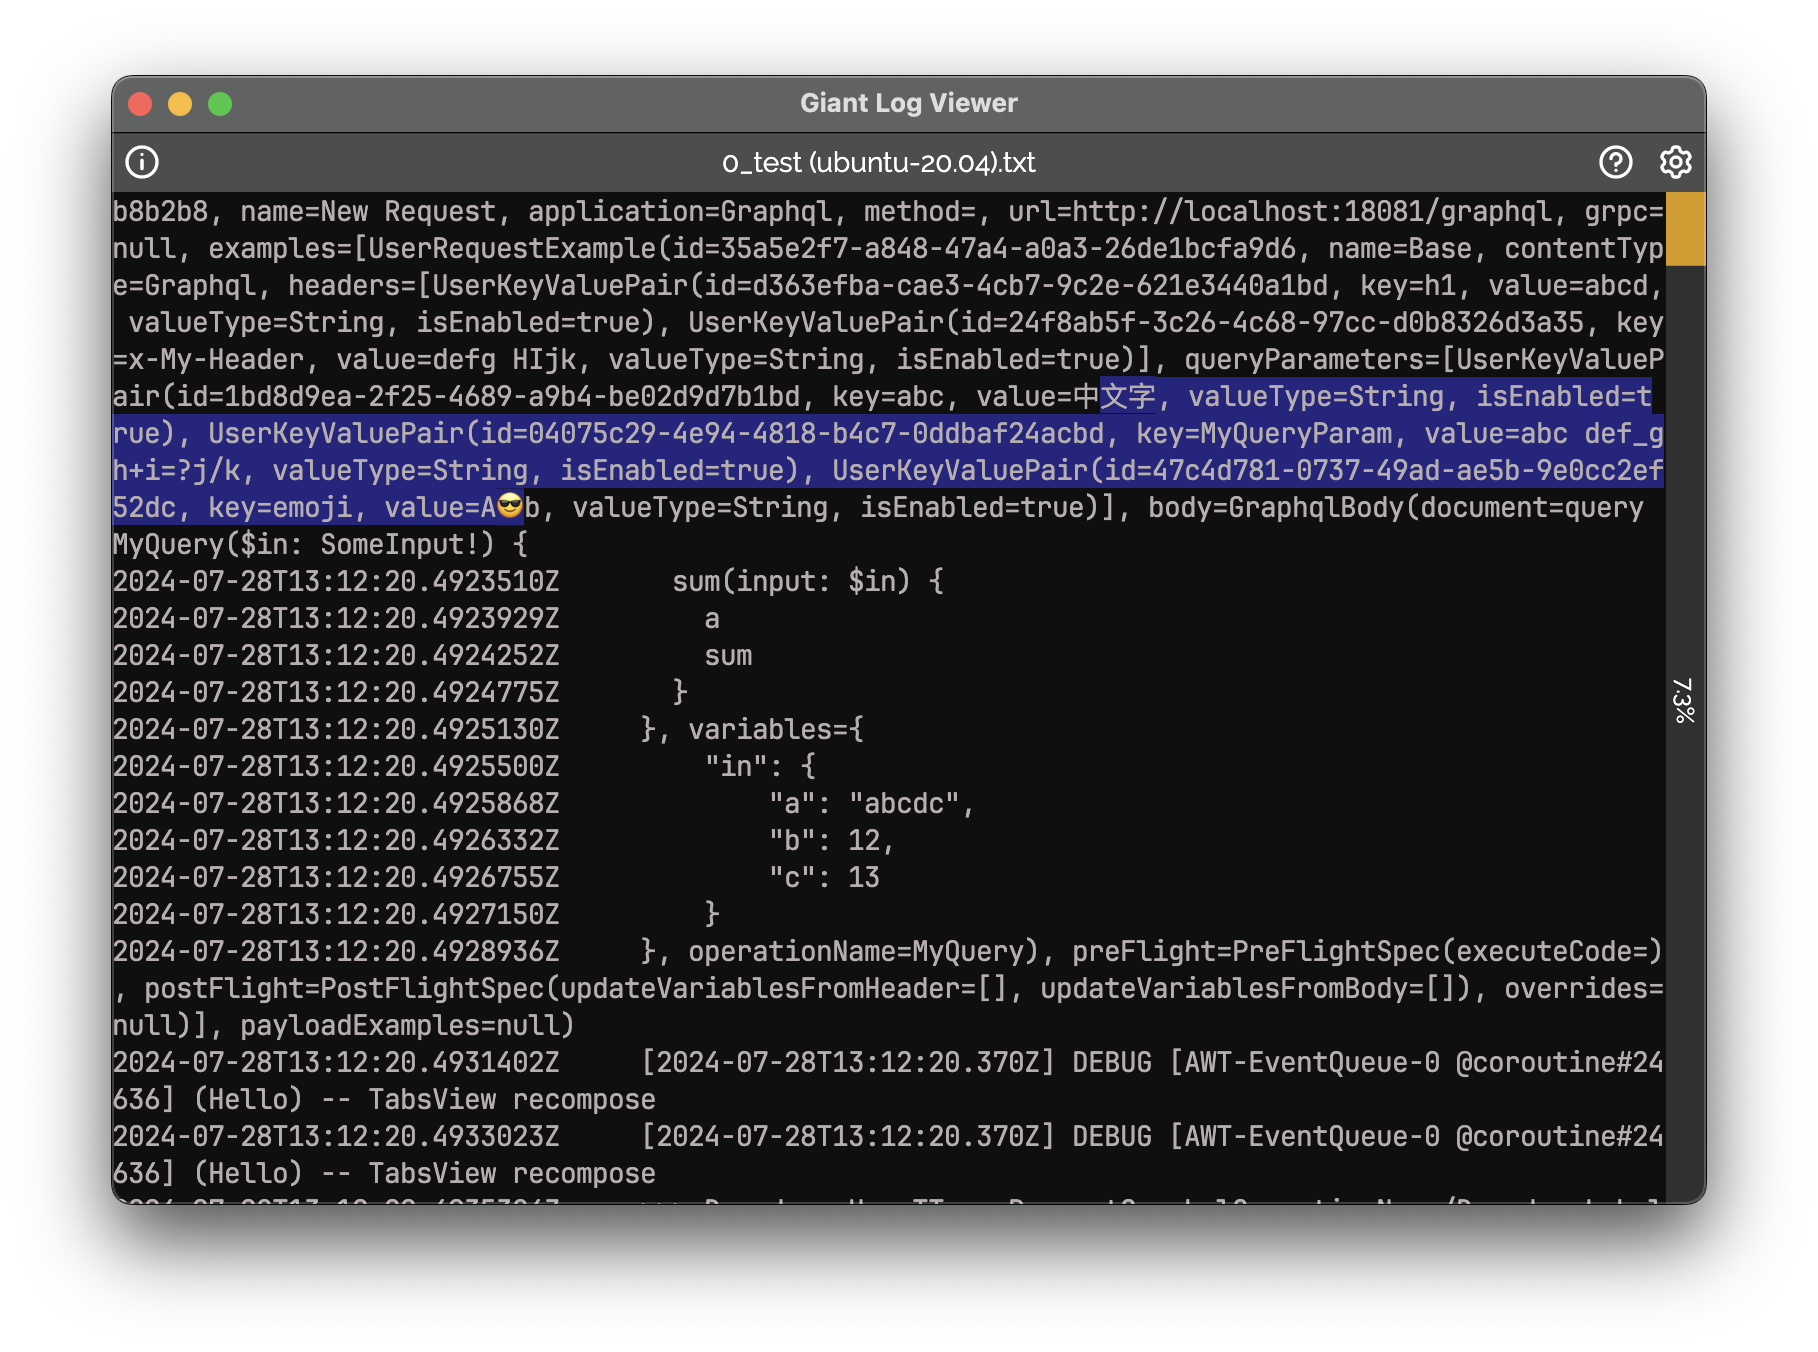 Giant Log Viewer
0_test (ubuntu-20.04).txt
b8b2b8, name=New Request, application=Graphql, method=, url=http://localhost:18081/graphql, grpc=
null, examples=[UserRequestExample(id=35a5e2f7-a848-47a4-a0a3-26de1bcfa9d6, name=Base, contentTyp
e=Graphql, headers=[UserKeyValuePair(id=d363efba-cae3-4cb7-9c2e-621e3440a1bd, key=h1, value=abcd,
 valueType=String, isEnabled=true), UserKeyValuePair(id=24f8ab5f-3c26-4c68-97cc-d0b8326d3a35, key
=x-My-Header, value=defg HIjk, valueType=String, isEnabled=true)], queryParameters=[UserKeyValueP
air(id=1bd8d9ea-2f25-4689-a9b4-be02d9d7b1bd, key=abc, value=中文字, valueType=String, isEnabled=t
rue), UserKeyValuePair(id=04075c29-4e94-4818-b4c7-0ddbaf24acbd, key=MyQueryParam, value=abc def_g
h+i=?j/k, valueType=String, isEnabled=true), UserKeyValuePair(id=47c4d781-0737-49ad-ae5b-9e0cc2ef
52dc, key=emoji, value=A😎b, valueType=String, isEnabled=true)], body=GraphqlBody(document=query
MyQuery($in: SomeInput!) {
2024-07-28T13:12:20.4923510Z       sum(input: $in) {
2024-07-28T13:12:20.4923929Z         a
2024-07-28T13:12:20.4924252Z         sum
2024-07-28T13:12:20.4924775Z       }
2024-07-28T13:12:20.4925130Z     }, variables={
2024-07-28T13:12:20.4925500Z         "in": {
2024-07-28T13:12:20.4925868Z             "a": "abcdc",
2024-07-28T13:12:20.4926332Z             "b": 12,
2024-07-28T13:12:20.4926755Z             "c": 13
2024-07-28T13:12:20.4927150Z         }
2024-07-28T13:12:20.4928936Z     }, operationName=MyQuery), preFlight=PreFlightSpec(executeCode=)
, postFlight=PostFlightSpec(updateVariablesFromHeader=[], updateVariablesFromBody=[]), overrides=
null)], payloadExamples=null)
2024-07-28T13:12:20.4931402Z     [2024-07-28T13:12:20.370Z] DEBUG [AWT-EventQueue-0 @coroutine#24
636] (Hello) -- TabsView recompose
2024-07-28T13:12:20.4933023Z     [2024-07-28T13:12:20.370Z] DEBUG [AWT-EventQueue-0 @coroutine#24
636] (Hello) -- TabsView recompose
7.3%